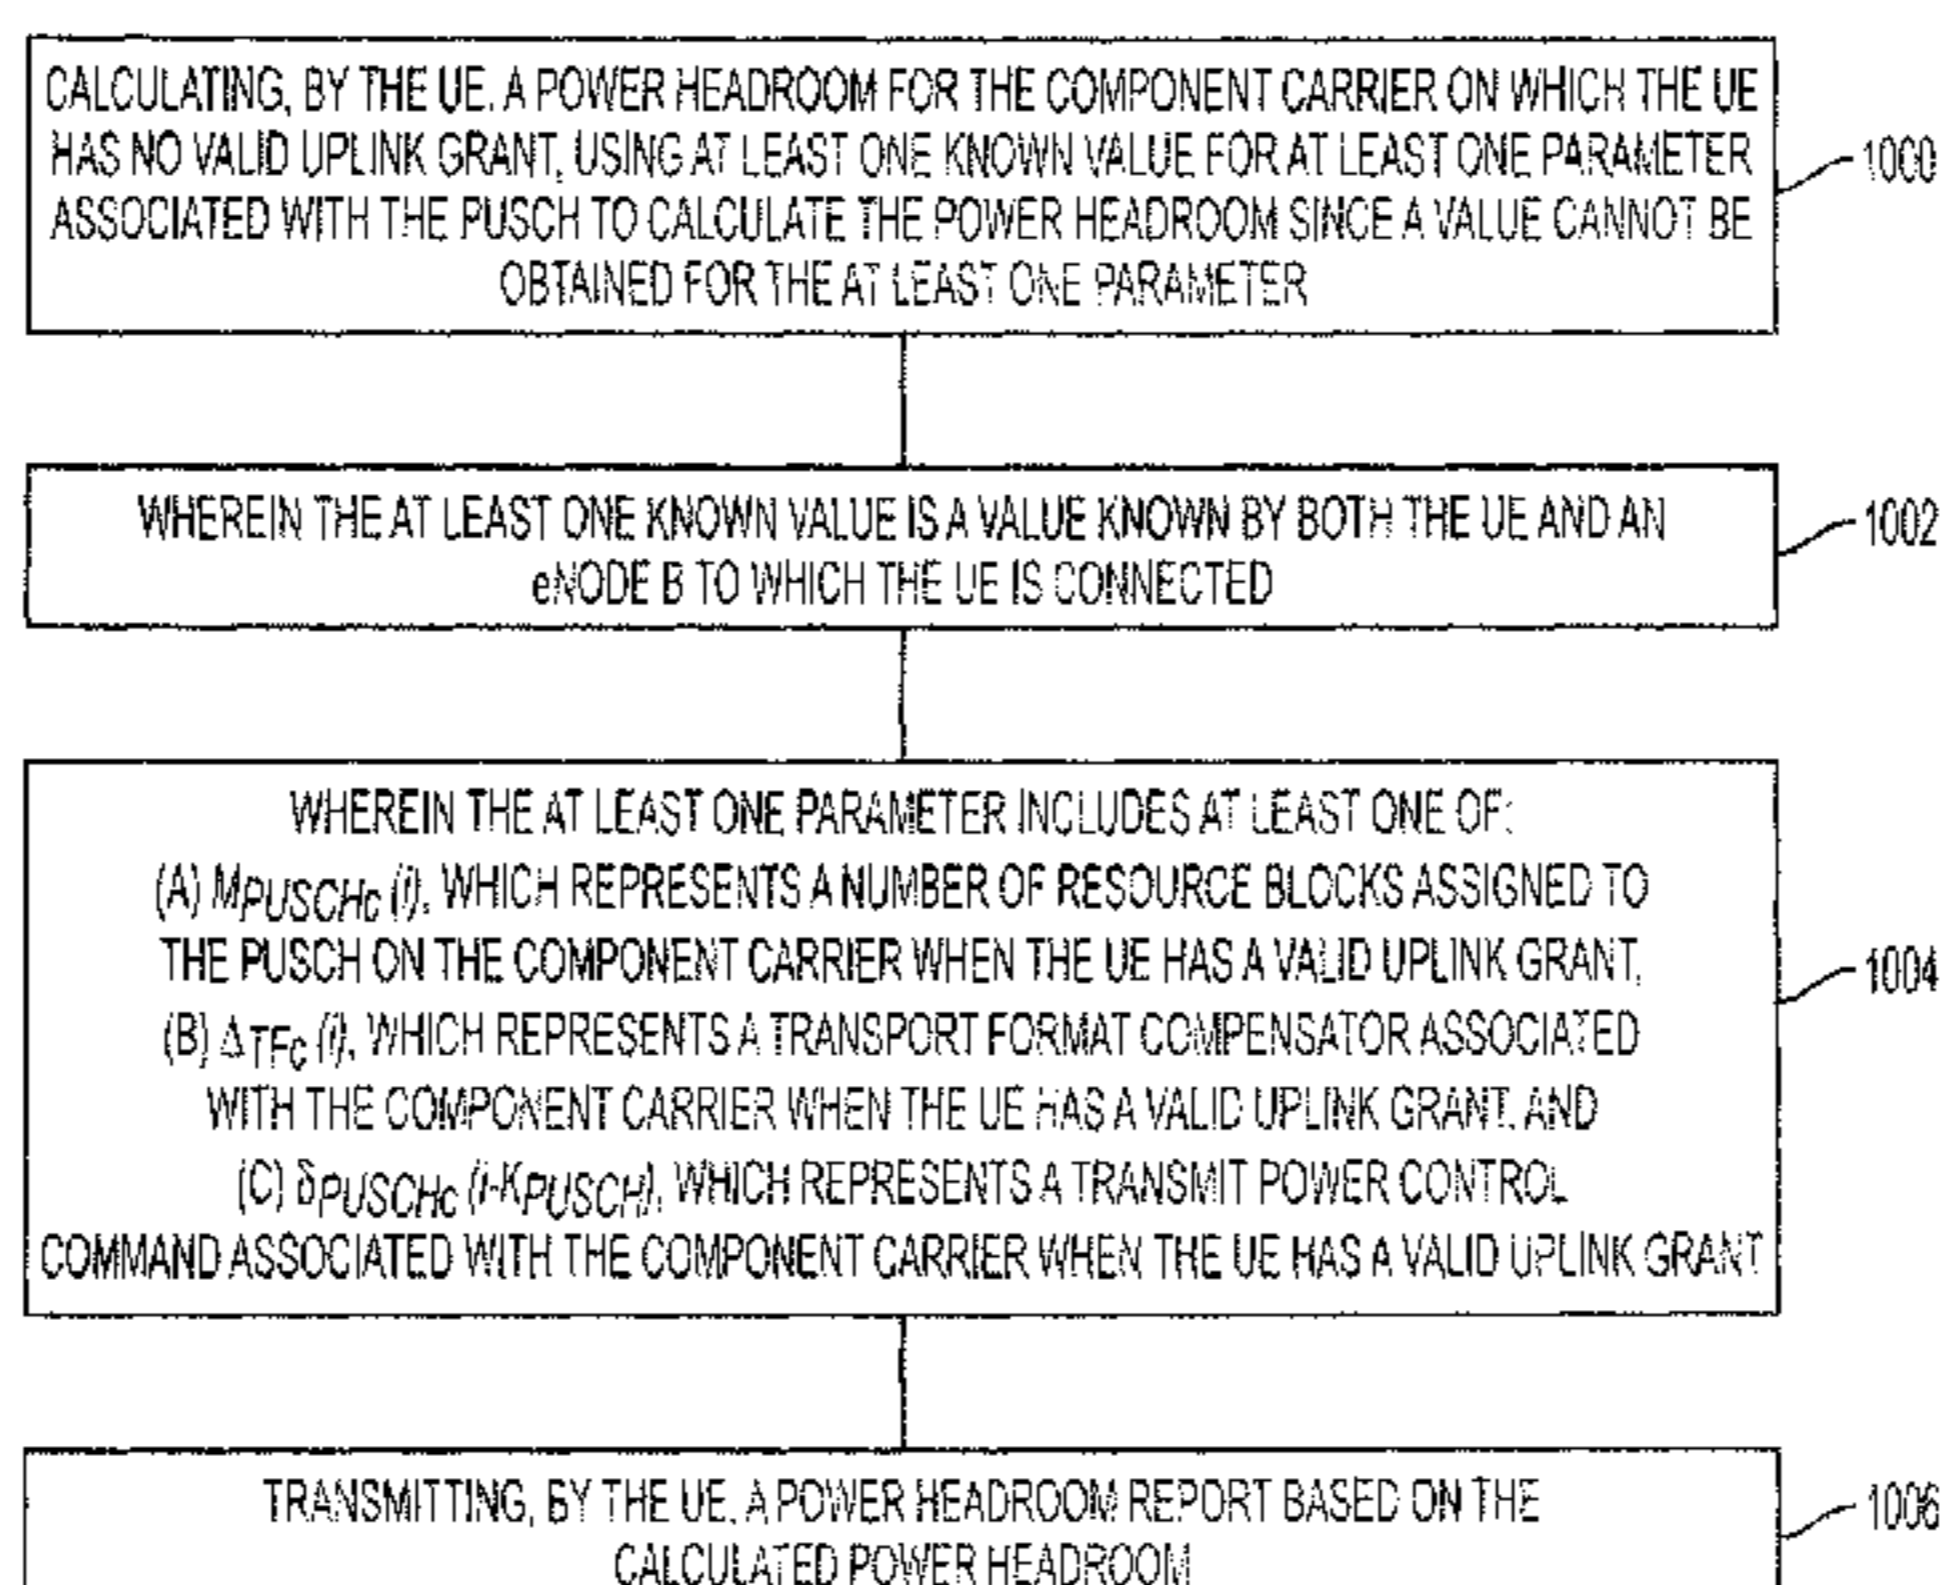 CALCULATING, BY THE UE, A POWER HEADROOM FOR THE COMPONENT CARRIER ON WHICH THE UE
HAS NO VALID UPLINK GRANT, USING AT LEAST ONE KNOWN VALUE FOR AT LEAST ONE PARAMETER
ASSOCIATED WITH THE PUSCH TO CALCULATE THE POWER HEADROOM SINCE A VALUE CANNOT BE
OBTAINED FOR THE AT LEAST ONE PARAMETER
1000
WHEREIN THE AT LEAST ONE KNOWN VALUE IS A VALUE KNOWN BY BOTH THE UE AND AN
eNODE B TO WHICH THE UE IS CONNECTED
1002
WHEREIN THE AT LEAST ONE PARAMETER INCLUDES AT LEAST ONE OF:
(A) MPUSCHc (i), WHICH REPRESENTS A NUMBER OF RESOURCE BLOCKS ASSIGNED TO
THE PUSCH ON THE COMPONENT CARRIER WHEN THE UE HAS A VALID UPLINK GRANT,
(B) ΔTFc (i), WHICH REPRESENTS A TRANSPORT FORMAT COMPENSATOR ASSOCIATED
WITH THE COMPONENT CARRIER WHEN THE UE HAS A VALID UPLINK GRANT, AND
(C) δPUSCHc (i-KPUSCH), WHICH REPRESENTS A TRANSMIT POWER CONTROL
COMMAND ASSOCIATED WITH THE COMPONENT CARRIER WHEN THE UE HAS A VALID UPLINK GRANT
1004
TRANSMITTING, BY THE UE, A POWER HEADROOM REPORT BASED ON THE
CALCULATED POWER HEADROOM
1006